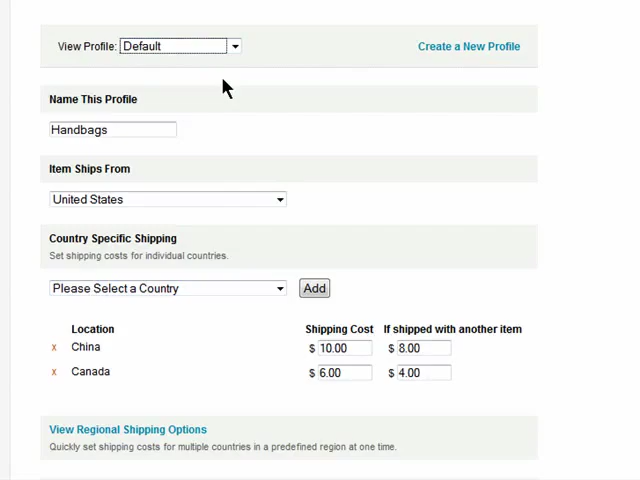 View Profile: Default Create a New Profile
Name This Profile
Handbags
Item Ships From
United States
Country Specific Shipping
Set shipping costs for individual countries.
Please Select a Country Add
Location Shipping Cost If shipped with another item
x China $ 10.00 $ 8.00
x Canada $ 6.00 $ 4.00
View Regional Shipping Options
Quickly set shipping costs for multiple countries in a predefined region at one time.